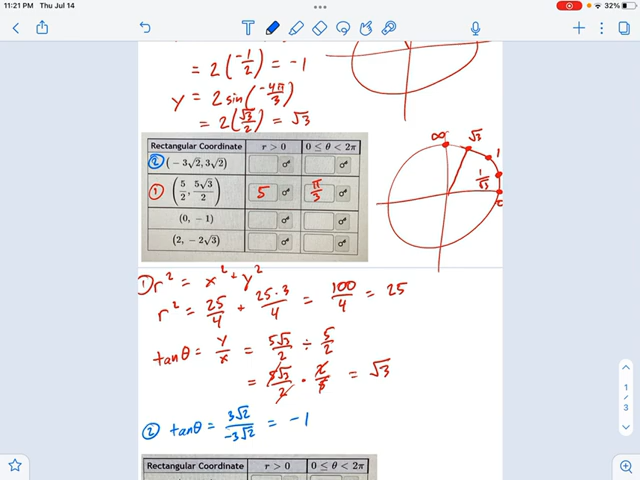 11:21 PM Thu Jul 14
32%
T
= 2 (-1/2) = -1
y = 2 sin(-4π/3)
= 2 (√3/2) = √3
Rectangular Coordinate r > 0 0 ≤ θ < 2π
② (-3√2, 3√2)
① (5/2, 5√3/2) 5 π/3
(0, -1)
(2, -2√3)
∞ √3
1
1/√3
① r² = x² + y²
r² = 25/4 + 25·3/4 = 100/4 = 25
tanθ = y/x = 5√3/2 ÷ 5/2
= 5√3/2 · 2/5 = √3
② tanθ = 3√2/-3√2 = -1
Rectangular Coordinate r > 0 0 ≤ θ < 2π
1
3